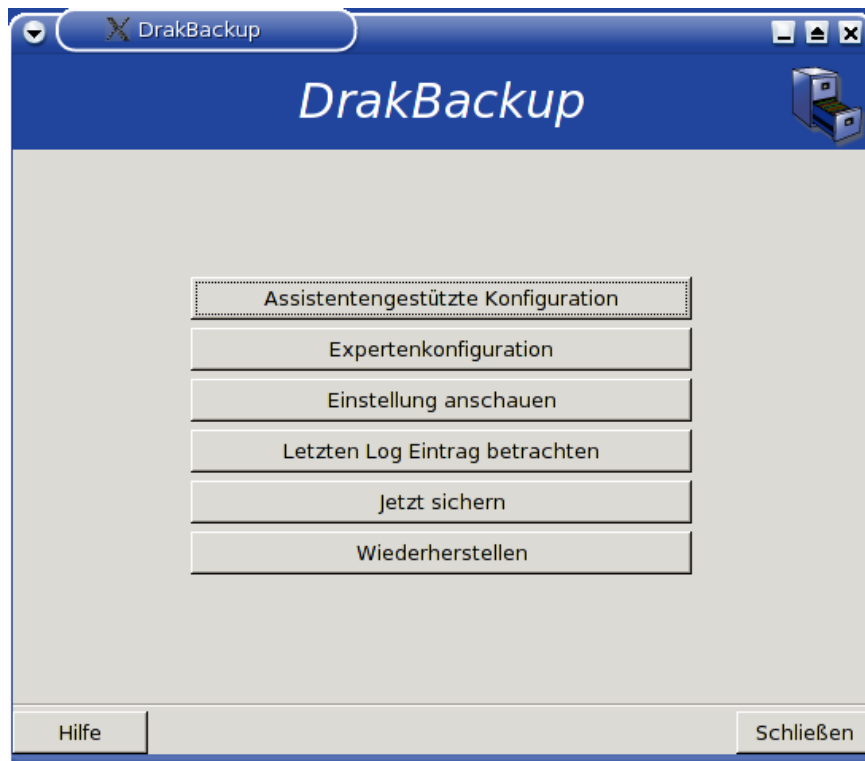 DrakBackup
DrakBackup
Assistentengestützte Konfiguration
Expertenkonfiguration
Einstellung anschauen
Letzten Log Eintrag betrachten
Jetzt sichern
Wiederherstellen
Hilfe
Schließen